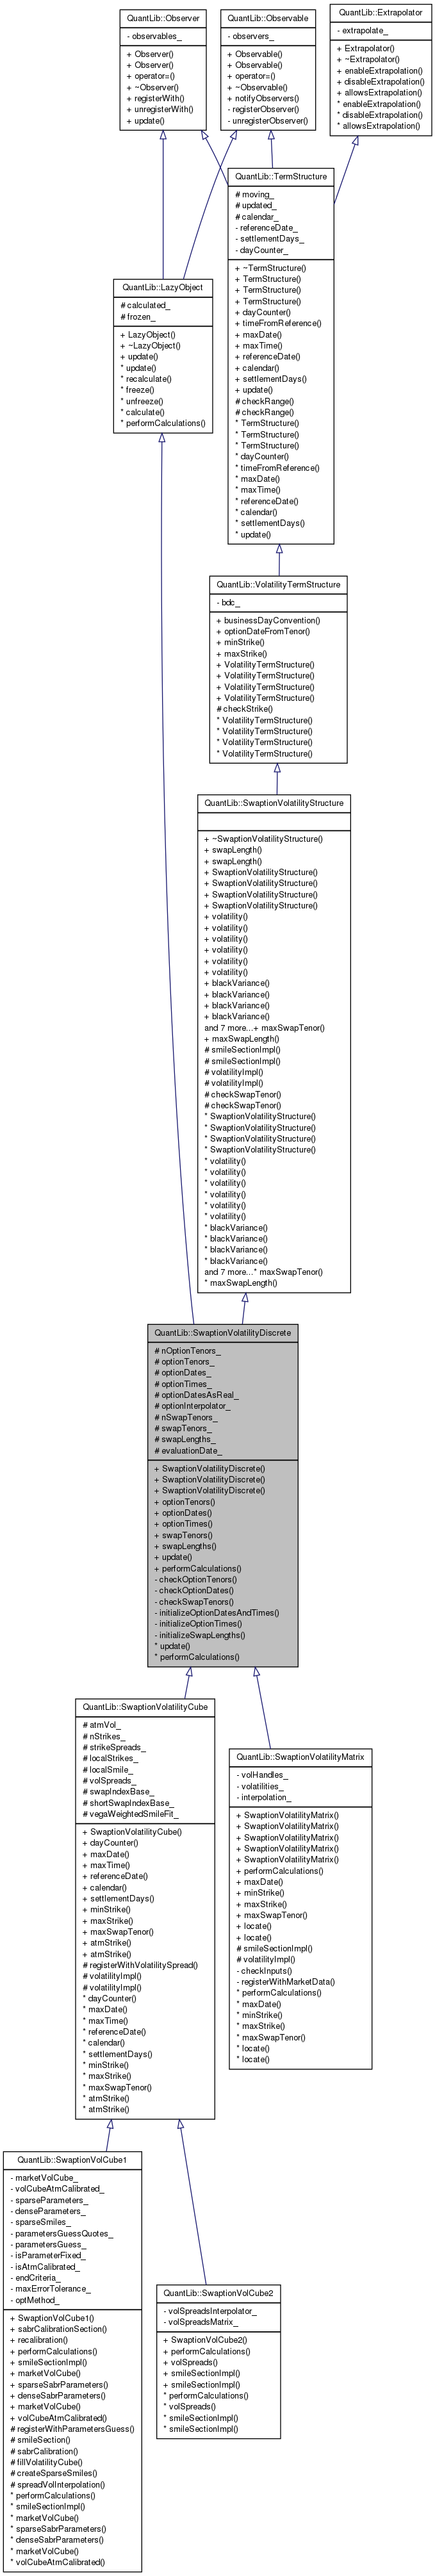 QuantLib::Observer
- observables_
+ Observer()
+ Observer()
+ operator=()
+ ~Observer()
+ registerWith()
+ unregisterWith()
+ update()
QuantLib::Observable
- observers_
+ Observable()
+ Observable()
+ operator=()
+ ~Observable()
+ notifyObservers()
- registerObserver()
- unregisterObserver()
QuantLib::Extrapolator
- extrapolate_
+ Extrapolator()
+ ~Extrapolator()
+ enableExtrapolation()
+ disableExtrapolation()
+ allowsExtrapolation()
* enableExtrapolation()
* disableExtrapolation()
* allowsExtrapolation()
QuantLib::TermStructure
# moving_
# updated_
# calendar_
- referenceDate_
- settlementDays_
- dayCounter_
+ ~TermStructure()
+ TermStructure()
+ TermStructure()
+ TermStructure()
+ dayCounter()
+ timeFromReference()
+ maxDate()
+ maxTime()
+ referenceDate()
+ calendar()
+ settlementDays()
+ update()
# checkRange()
# checkRange()
* TermStructure()
* TermStructure()
* TermStructure()
* dayCounter()
* timeFromReference()
* maxDate()
* maxTime()
* referenceDate()
* calendar()
* settlementDays()
* update()
QuantLib::LazyObject
# calculated_
# frozen_
+ LazyObject()
+ ~LazyObject()
+ update()
* update()
* recalculate()
* freeze()
* unfreeze()
* calculate()
* performCalculations()
QuantLib::VolatilityTermStructure
- bdc_
+ businessDayConvention()
+ optionDateFromTenor()
+ minStrike()
+ maxStrike()
+ VolatilityTermStructure()
+ VolatilityTermStructure()
+ VolatilityTermStructure()
+ VolatilityTermStructure()
# checkStrike()
* VolatilityTermStructure()
* VolatilityTermStructure()
* VolatilityTermStructure()
* VolatilityTermStructure()
QuantLib::SwaptionVolatilityStructure
+ ~SwaptionVolatilityStructure()
+ swapLength()
+ swapLength()
+ SwaptionVolatilityStructure()
+ SwaptionVolatilityStructure()
+ SwaptionVolatilityStructure()
+ SwaptionVolatilityStructure()
+ volatility()
+ volatility()
+ volatility()
+ volatility()
+ volatility()
+ volatility()
+ blackVariance()
+ blackVariance()
+ blackVariance()
+ blackVariance()
and 7 more...+ maxSwapTenor()
+ maxSwapLength()
# smileSectionImpl()
# smileSectionImpl()
# volatilityImpl()
# volatilityImpl()
# checkSwapTenor()
# checkSwapTenor()
* SwaptionVolatilityStructure()
* SwaptionVolatilityStructure()
* SwaptionVolatilityStructure()
* SwaptionVolatilityStructure()
* volatility()
* volatility()
* volatility()
* volatility()
* volatility()
* volatility()
* blackVariance()
* blackVariance()
* blackVariance()
* blackVariance()
and 7 more...* maxSwapTenor()
* maxSwapLength()
QuantLib::SwaptionVolatilityDiscrete
# nOptionTenors_
# optionTenors_
# optionDates_
# optionTimes_
# optionDatesAsReal_
# optionInterpolator_
# nSwapTenors_
# swapTenors_
# swapLengths_
# evaluationDate_
+ SwaptionVolatilityDiscrete()
+ SwaptionVolatilityDiscrete()
+ SwaptionVolatilityDiscrete()
+ optionTenors()
+ optionDates()
+ optionTimes()
+ swapTenors()
+ swapLengths()
+ update()
+ performCalculations()
- checkOptionTenors()
- checkOptionDates()
- checkSwapTenors()
- initializeOptionDatesAndTimes()
- initializeOptionTimes()
- initializeSwapLengths()
* update()
* performCalculations()
QuantLib::SwaptionVolatilityCube
# atmVol_
# nStrikes_
# strikeSpreads_
# localStrikes_
# localSmile_
# volSpreads_
# swapIndexBase_
# shortSwapIndexBase_
# vegaWeightedSmileFit_
+ SwaptionVolatilityCube()
+ dayCounter()
+ maxDate()
+ maxTime()
+ referenceDate()
+ calendar()
+ settlementDays()
+ minStrike()
+ maxStrike()
+ maxSwapTenor()
+ atmStrike()
+ atmStrike()
# registerWithVolatilitySpread()
# volatilityImpl()
# volatilityImpl()
* dayCounter()
* maxDate()
* maxTime()
* referenceDate()
* calendar()
* settlementDays()
* minStrike()
* maxStrike()
* maxSwapTenor()
* atmStrike()
* atmStrike()
QuantLib::SwaptionVolatilityMatrix
- volHandles_
- volatilities_
- interpolation_
+ SwaptionVolatilityMatrix()
+ SwaptionVolatilityMatrix()
+ SwaptionVolatilityMatrix()
+ SwaptionVolatilityMatrix()
+ SwaptionVolatilityMatrix()
+ performCalculations()
+ maxDate()
+ minStrike()
+ maxStrike()
+ maxSwapTenor()
+ locate()
+ locate()
# smileSectionImpl()
# volatilityImpl()
- checkInputs()
- registerWithMarketData()
* performCalculations()
* maxDate()
* minStrike()
* maxStrike()
* maxSwapTenor()
* locate()
* locate()
QuantLib::SwaptionVolCube1
- marketVolCube_
- volCubeAtmCalibrated_
- sparseParameters_
- denseParameters_
- sparseSmiles_
- parametersGuessQuotes_
- parametersGuess_
- isParameterFixed_
- isAtmCalibrated_
- endCriteria_
- maxErrorTolerance_
- optMethod_
+ SwaptionVolCube1()
+ sabrCalibrationSection()
+ recalibration()
+ performCalculations()
+ smileSectionImpl()
+ marketVolCube()
+ sparseSabrParameters()
+ denseSabrParameters()
+ marketVolCube()
+ volCubeAtmCalibrated()
# registerWithParametersGuess()
# smileSection()
# sabrCalibration()
# fillVolatilityCube()
# createSparseSmiles()
# spreadVolInterpolation()
* performCalculations()
* smileSectionImpl()
* marketVolCube()
* sparseSabrParameters()
* denseSabrParameters()
* marketVolCube()
* volCubeAtmCalibrated()
QuantLib::SwaptionVolCube2
- volSpreadsInterpolator_
- volSpreadsMatrix_
+ SwaptionVolCube2()
+ performCalculations()
+ volSpreads()
+ smileSectionImpl()
+ smileSectionImpl()
* performCalculations()
* volSpreads()
* smileSectionImpl()
* smileSectionImpl()